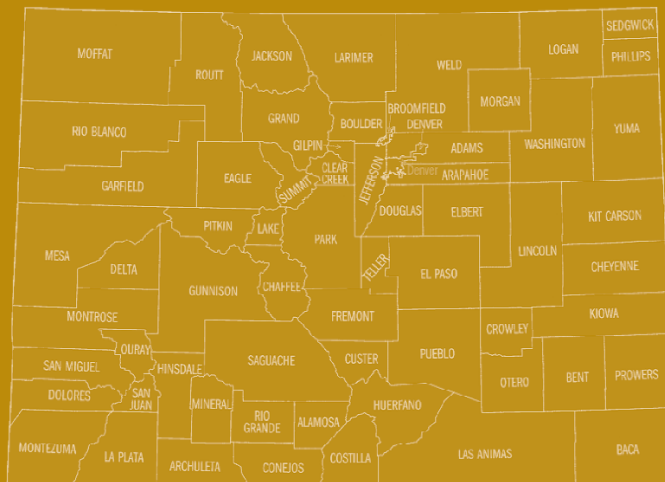 SEDGWICK
MOFFAT
JACKSON
LARIMER
LOGAN
PHILLIPS
ROUTT
WELD
MORGAN
YUMA
RIO BLANCO
GRAND
BROOMFIELD
BOULDER
DENVER
GILPIN
ADAMS
WASHINGTON
GARFIELD
EAGLE
SUMMIT
CLEAR
CREEK
JEFFERSON
Denver
ARAPAHOE
PITKIN
LAKE
DOUGLAS
ELBERT
KIT CARSON
MESA
PARK
LINCOLN
DELTA
TELLER
EL PASO
CHEYENNE
GUNNISON
CHAFFEE
MONTROSE
FREMONT
KIOWA
CROWLEY
OURAY
PUEBLO
SAN MIGUEL
HINSDALE
SAGUACHE
CUSTER
OTERO
BENT
PROWERS
DOLORES
SAN
JUAN
MINERAL
RIO
GRANDE
ALAMOSA
HUERFANO
MONTEZUMA
LA PLATA
ARCHULETA
CONEJOS
COSTILLA
LAS ANIMAS
BACA